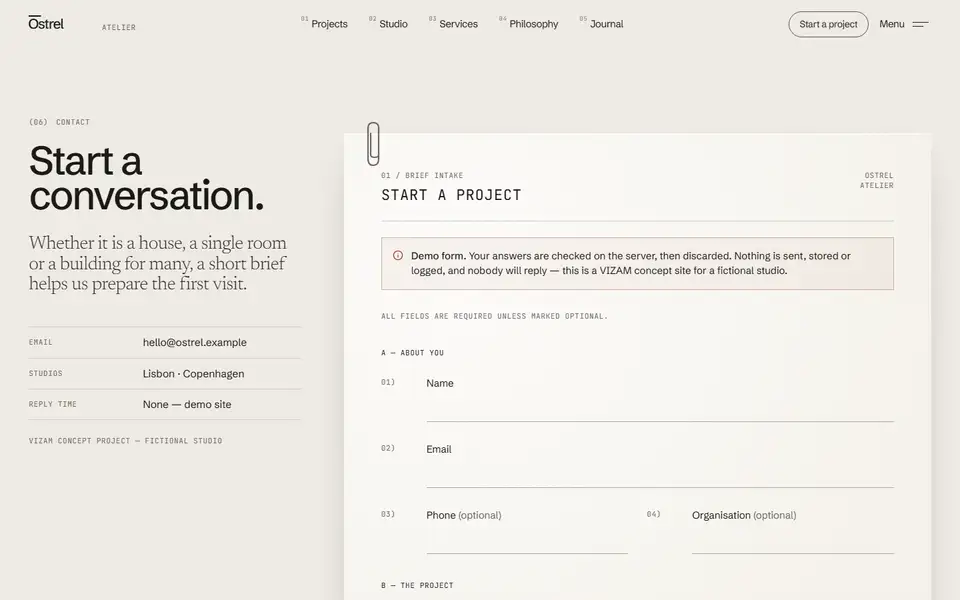 Ostrel
ATELIER
01 Projects
02 Studio
03 Services
04 Philosophy
05 Journal
Start a project
Menu
(06) CONTACT
Start a
conversation.
Whether it is a house, a single room
or a building for many, a short brief
helps us prepare the first visit.
EMAIL hello@ostrel.example
STUDIOS Lisbon · Copenhagen
REPLY TIME None — demo site
VIZAM CONCEPT PROJECT — FICTIONAL STUDIO
01 / BRIEF INTAKE
START A PROJECT
OSTREL
ATELIER
Demo form. Your answers are checked on the server, then discarded. Nothing is sent, stored or
logged, and nobody will reply — this is a VIZAM concept site for a fictional studio.
ALL FIELDS ARE REQUIRED UNLESS MARKED OPTIONAL.
A — ABOUT YOU
01) Name
02) Email
03) Phone (optional)
04) Organisation (optional)
B — THE PROJECT